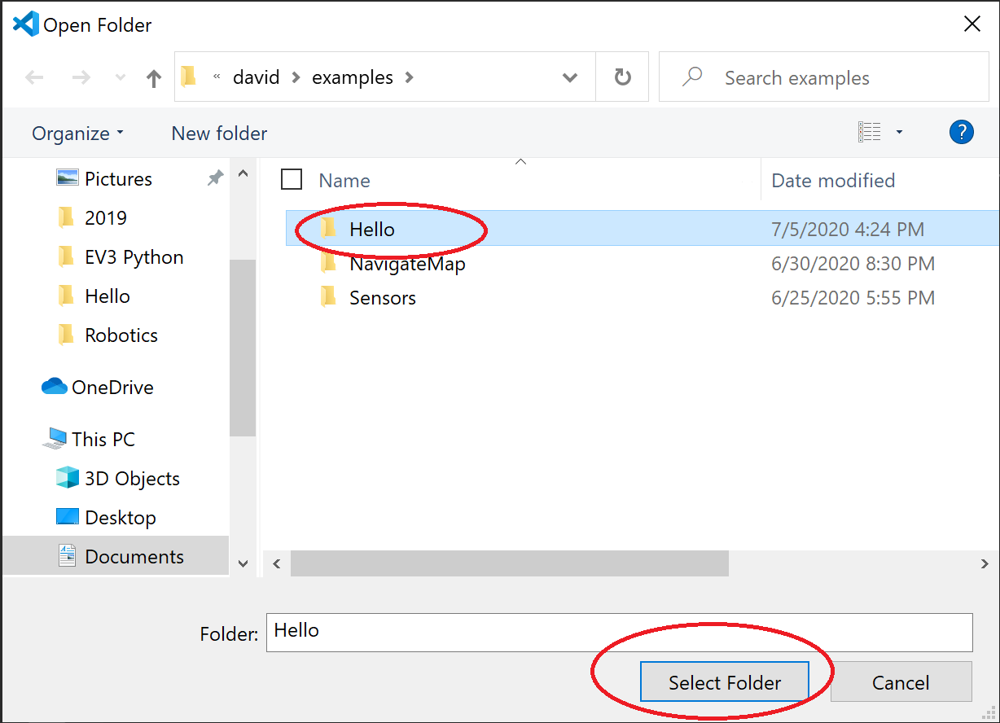 Open Folder
« david > examples >
Search examples
Organize
New folder
?
Pictures
2019
EV3 Python
Hello
Robotics
OneDrive
This PC
3D Objects
Desktop
Documents
Name Date modified
Hello 7/5/2020 4:24 PM
NavigateMap 6/30/2020 8:30 PM
Sensors 6/25/2020 5:55 PM
Folder: Hello
Select Folder Cancel